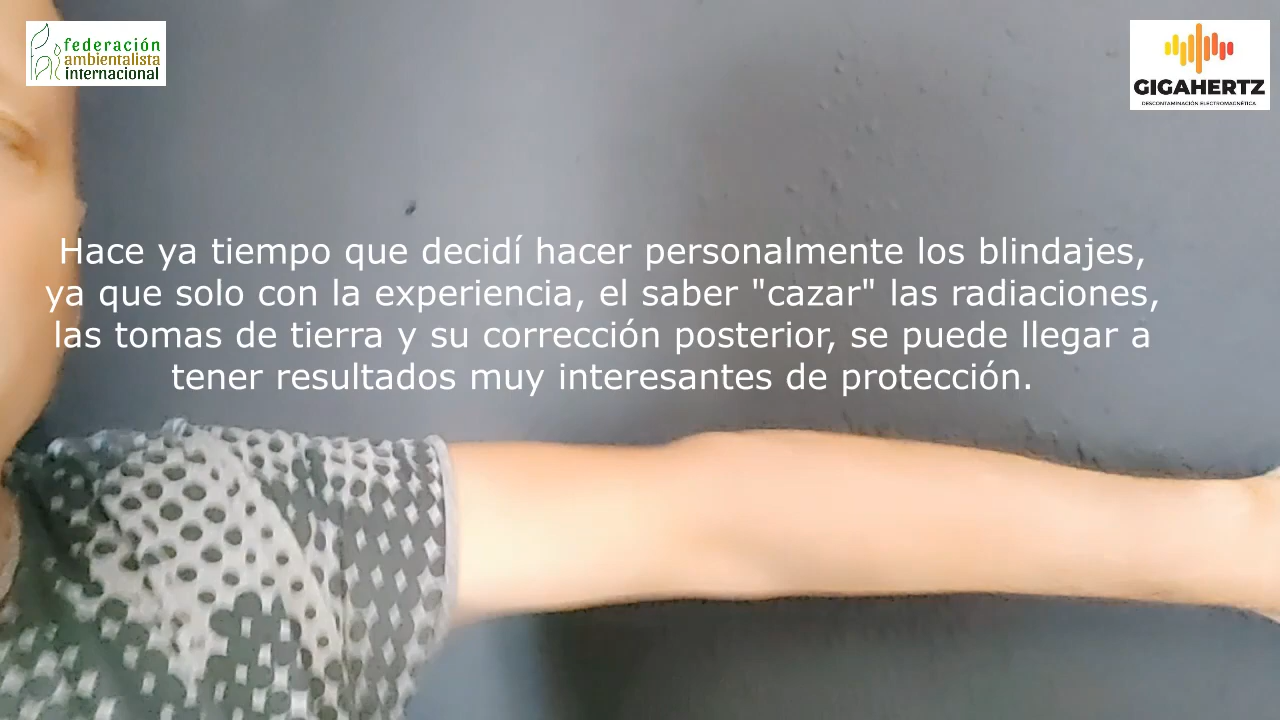 federación
ambientalista
internacional
GIGAHERTZ
DESCONTAMINACIÓN ELECTROMAGNÉTICA
Hace ya tiempo que decidí hacer personalmente los blindajes,
ya que solo con la experiencia, el saber "cazar" las radiaciones,
las tomas de tierra y su corrección posterior, se puede llegar a
tener resultados muy interesantes de protección.